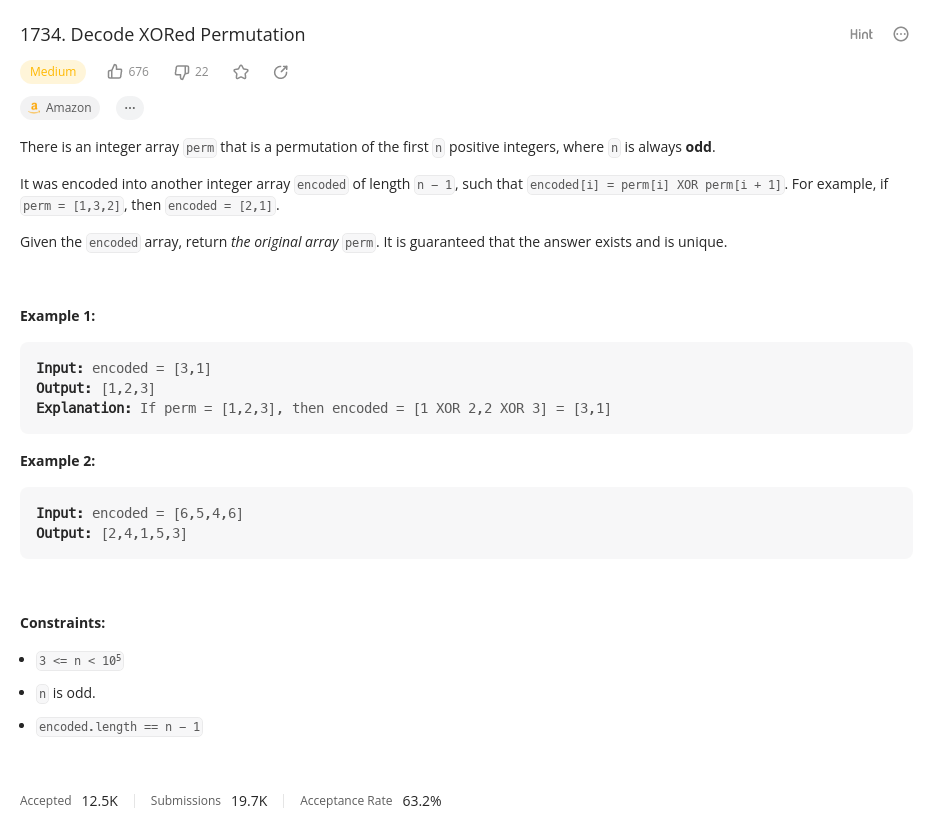 1734. Decode XORed Permutation
Hint
Medium 676 22
a Amazon ...
There is an integer array perm that is a permutation of the first n positive integers, where n is always odd.
It was encoded into another integer array encoded of length n - 1, such that encoded[i] = perm[i] XOR perm[i + 1]. For example, if
perm = [1,3,2], then encoded = [2,1].
Given the encoded array, return the original array perm. It is guaranteed that the answer exists and is unique.
Example 1:
Input: encoded = [3,1]
Output: [1,2,3]
Explanation: If perm = [1,2,3], then encoded = [1 XOR 2,2 XOR 3] = [3,1]
Example 2:
Input: encoded = [6,5,4,6]
Output: [2,4,1,5,3]
Constraints:
• 3 <= n < 10⁵
• n is odd.
• encoded.length == n - 1
Accepted 12.5K Submissions 19.7K Acceptance Rate 63.2%